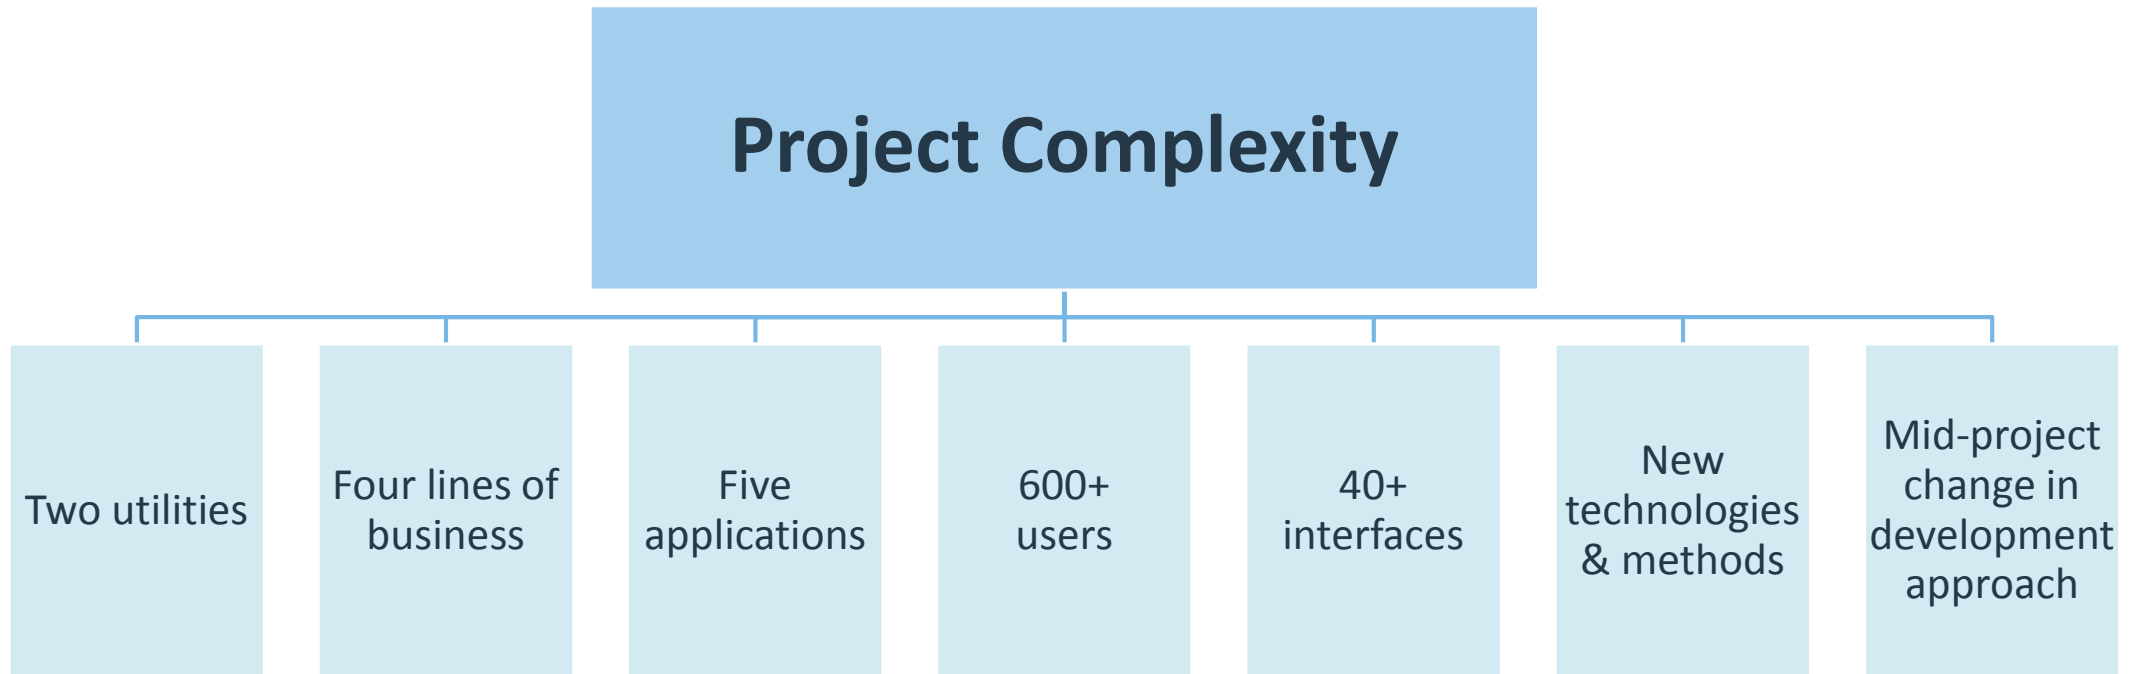 Project Complexity
Two utilities
Four lines of
business
Five
applications
600+
users
40+
interfaces
New
technologies
& methods
Mid-project
change in
development
approach